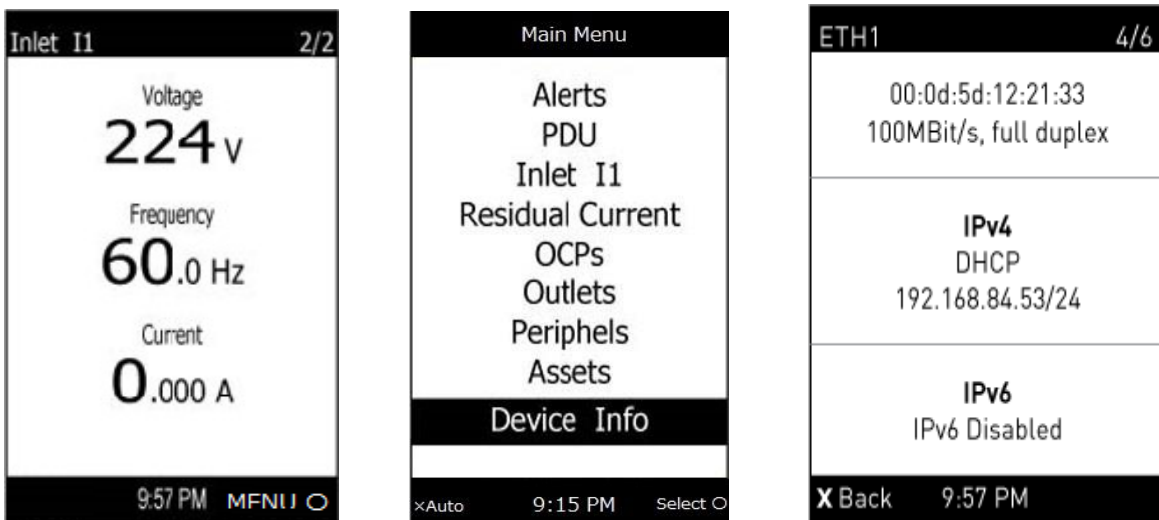 Inlet I1 2/2
Voltage
224 V
Frequency
60.0 Hz
Current
0.000 A
9:57 PM MENU O
Main Menu
Alerts
PDU
Inlet I1
Residual Current
OCPs
Outlets
Periphels
Assets
Device Info
×Auto 9:15 PM Select O
ETH1 4/6
00:0d:5d:12:21:33
100MBit/s, full duplex
IPv4
DHCP
192.168.84.53/24
IPv6
IPv6 Disabled
X Back 9:57 PM